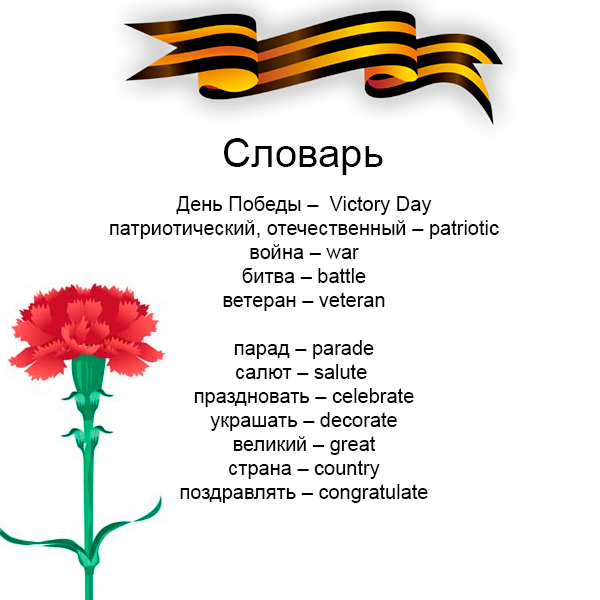 Словарь
День Победы – Victory Day
патриотический, отечественный – patriotic
война – war
битва – battle
ветеран – veteran
парад – parade
салют – salute
праздновать – celebrate
украшать – decorate
великий – great
страна – country
поздравлять – congratulate